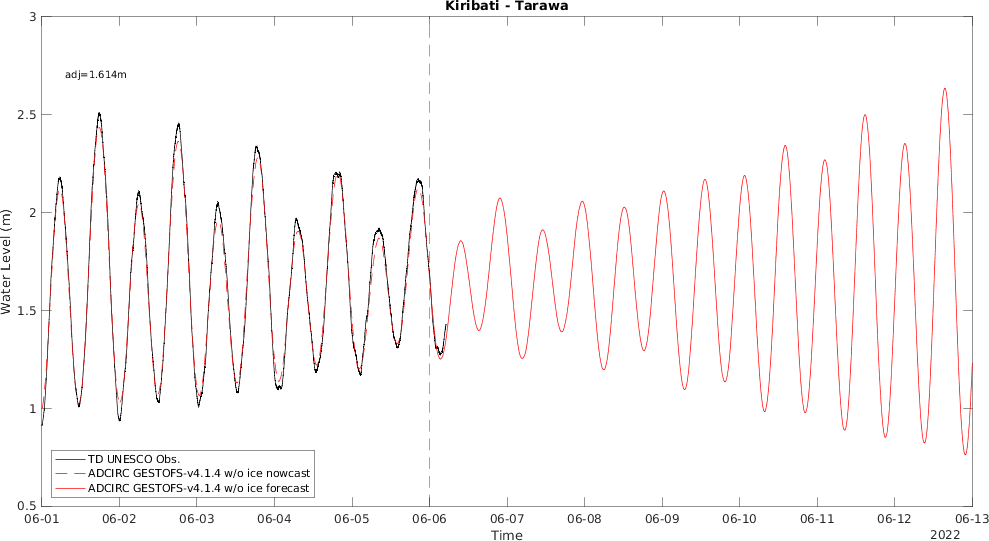 Kiribati - Tarawa
3
adj=1.614m
2.5
2
Water Level (m)
1.5
1
TD UNESCO Obs.
ADCIRC GESTOFS-v4.1.4 w/o ice nowcast
ADCIRC GESTOFS-v4.1.4 w/o ice forecast
0.5
06-01 06-02 06-03 06-04 06-05 06-06 06-07 06-08 06-09 06-10 06-11 06-12 06-13
Time
2022